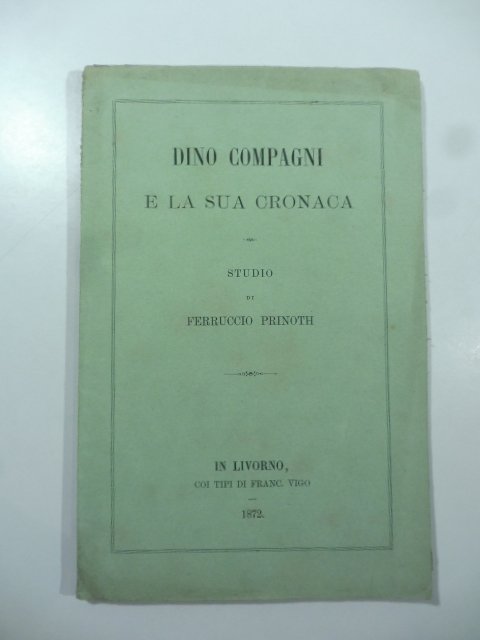 DINO COMPAGNI
E LA SUA CRONACA
STUDIO
DI
FERRUCCIO PRINOTH
IN LIVORNO,
COI TIPI DI FRANC. VIGO
1872.